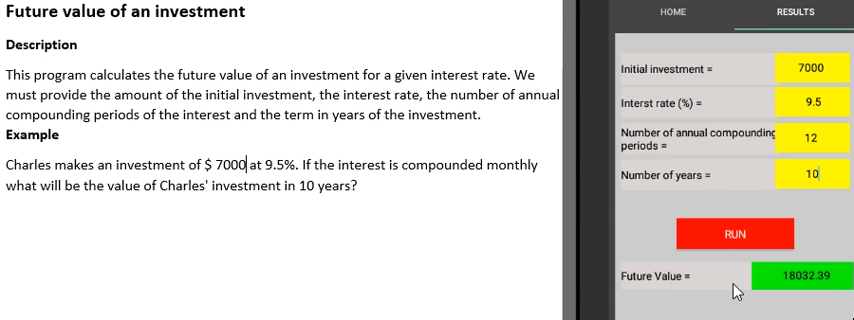 Future value of an investment
Description
This program calculates the future value of an investment for a given interest rate. We
must provide the amount of the initial investment, the interest rate, the number of annual
compounding periods of the interest and the term in years of the investment.
Example
Charles makes an investment of $ 7000 at 9.5%. If the interest is compounded monthly
what will be the value of Charles' investment in 10 years?
HOME RESULTS
Initial investment = 7000
Interst rate (%) = 9.5
Number of annual compounding
periods = 12
Number of years = 10
RUN
Future Value = 18032.39